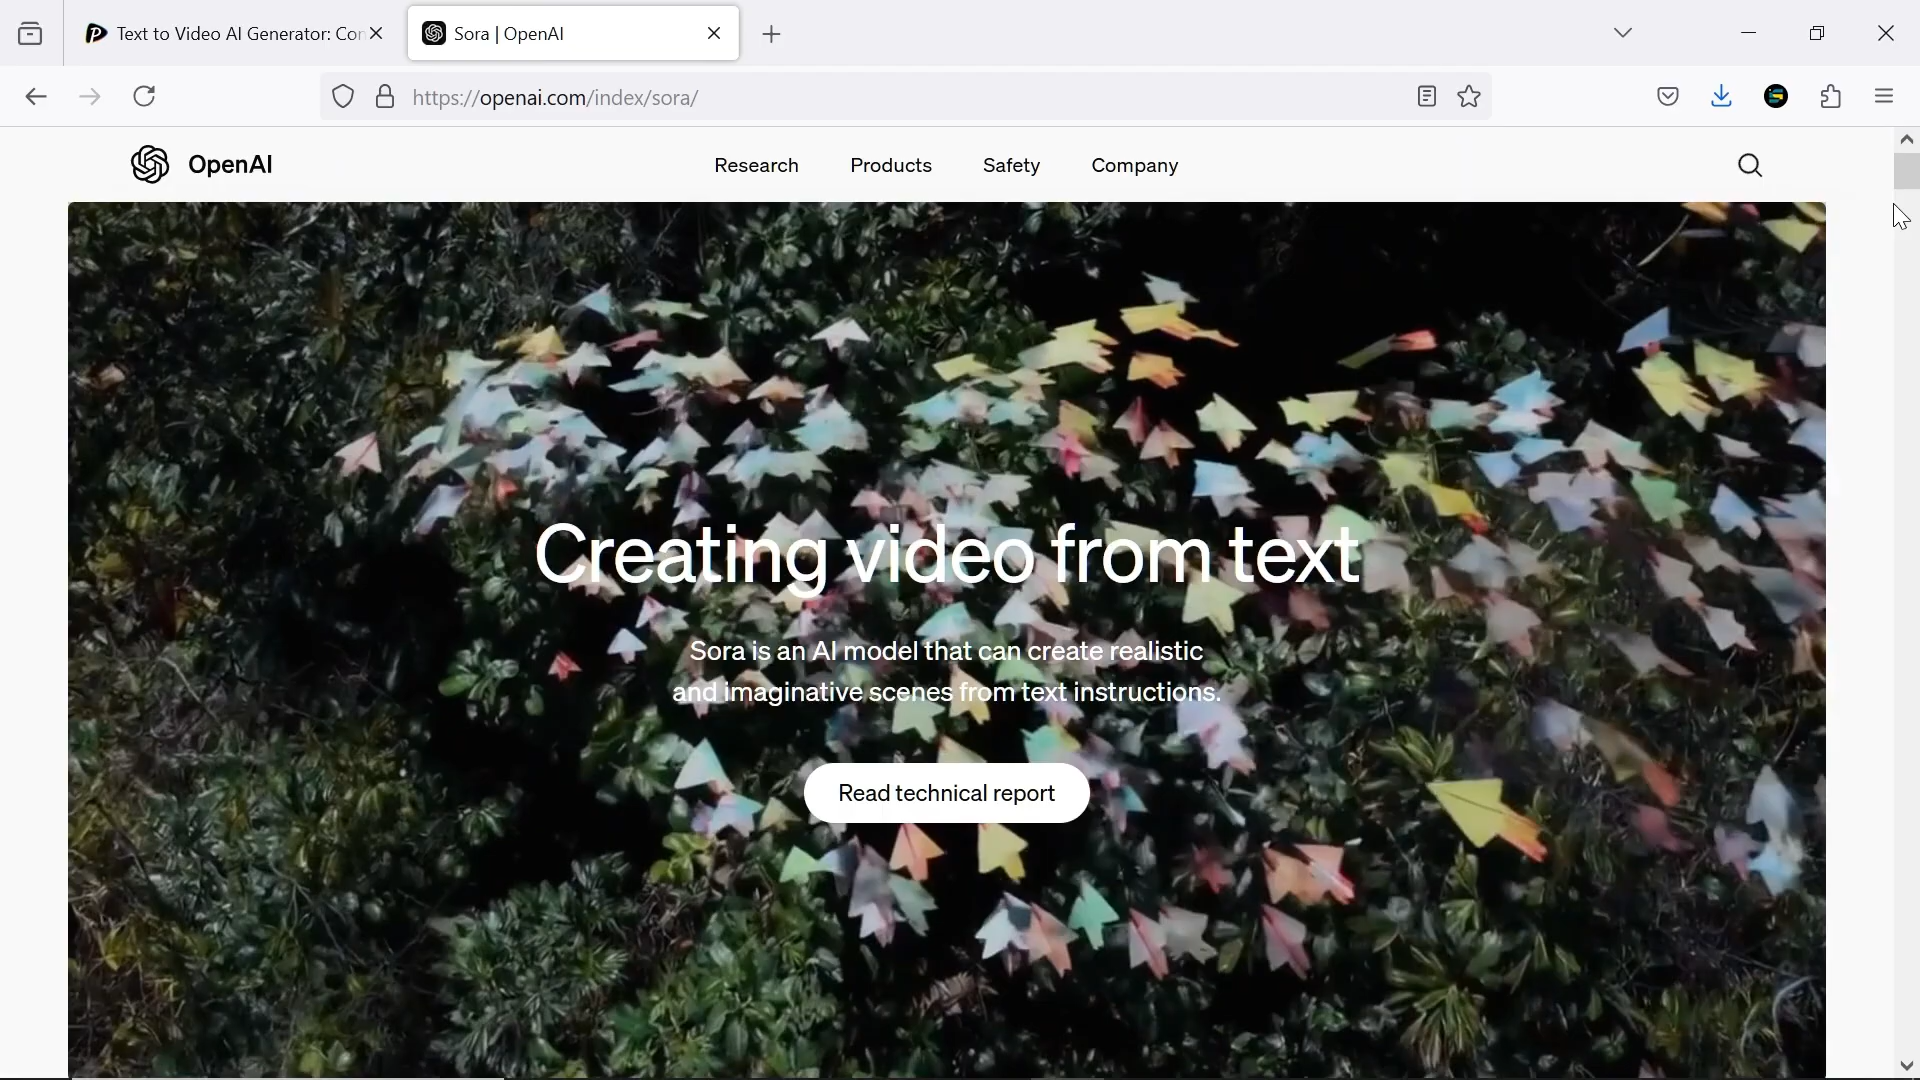 Text to Video AI Generator: Con
Sora | OpenAI
https://openai.com/index/sora/
OpenAI
Research
Products
Safety
Company
Creating video from text
Sora is an AI model that can create realistic
and imaginative scenes from text instructions.
Read technical report